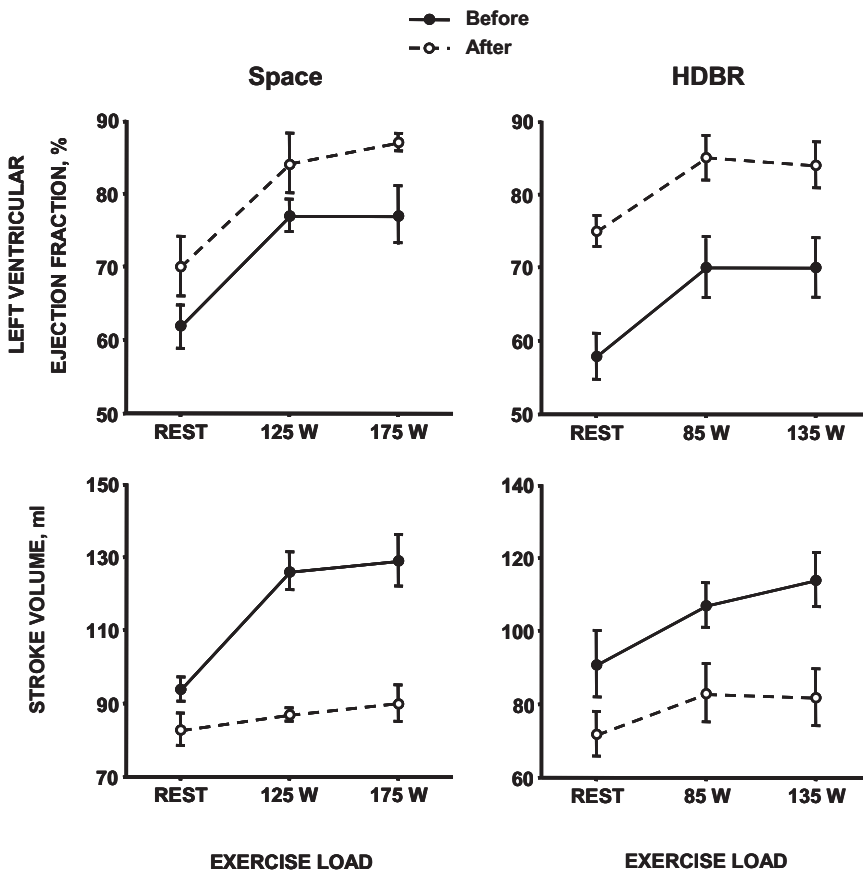 Before
After
Space
HDBR
LEFT VENTRICULAR
EJECTION FRACTION, %
90
80
70
60
50
REST 125 W 175 W
90
80
70
60
50
REST 85 W 135 W
STROKE VOLUME, ml
150
130
110
90
70
REST 125 W 175 W
140
120
100
80
60
REST 85 W 135 W
EXERCISE LOAD
EXERCISE LOAD